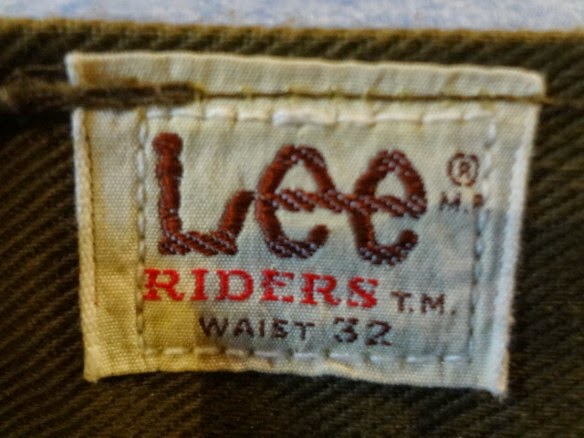 Lee ®
M.R.
RIDERS T.M.
WAIST 32